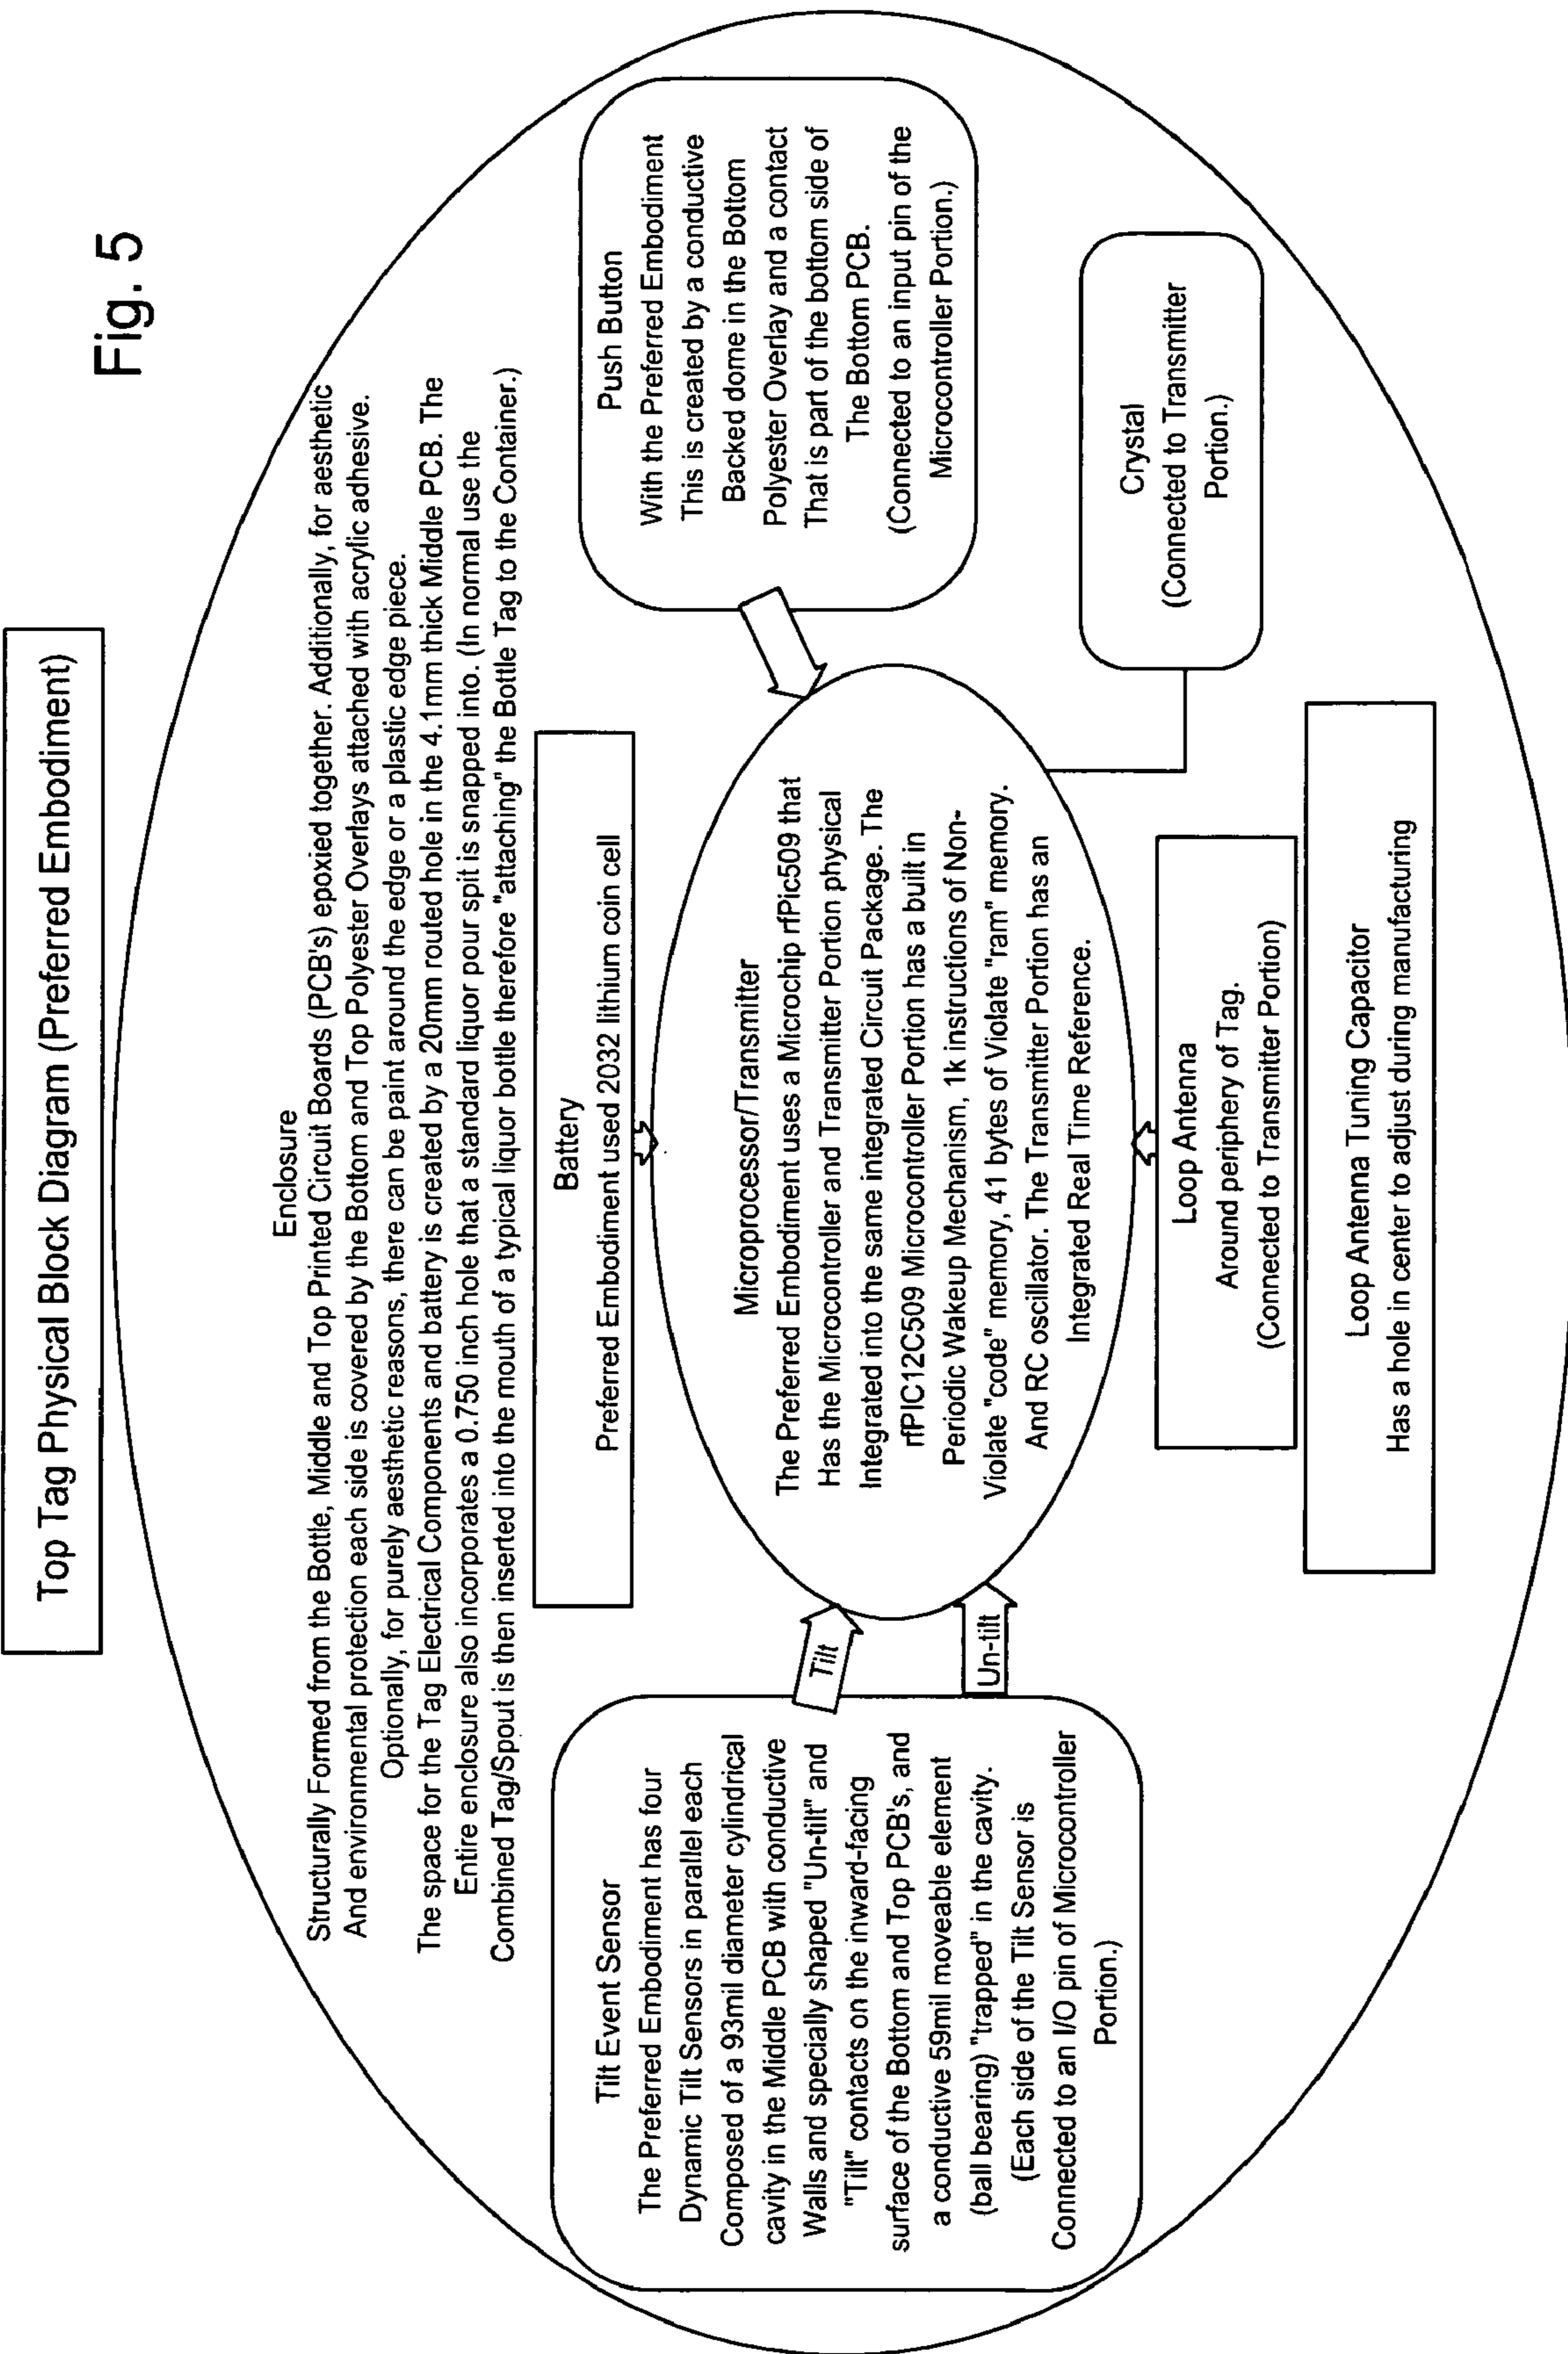 Fig. 5
Top Tag Physical Block Diagram (Preferred Embodiment)
Enclosure
Structurally Formed from the Bottle, Middle and Top Printed Circuit Boards (PCB's) epoxied together. Additionally, for aesthetic
And environmental protection each side is covered by the Bottom and Top Polyester Overlays attached with acrylic adhesive.
Optionally, for purely aesthetic reasons, there can be paint around the edge or a plastic edge piece.
The space for the Tag Electrical Components and battery is created by a 20mm routed hole in the 4.1mm thick Middle PCB. The
Entire enclosure also incorporates a 0.750 inch hole that a standard liquor pour spit is snapped into. (In normal use the
Combined Tag/Spout is then inserted into the mouth of a typical liquor bottle therefore "attaching" the Bottle Tag to the Container.)
Tilt Event Sensor
The Preferred Embodiment has four
Dynamic Tilt Sensors in parallel each
Composed of a 93mil diameter cylindrical
cavity in the Middle PCB with conductive
Walls and specially shaped "Un-tilt" and
"Tilt" contacts on the inward-facing
surface of the Bottom and Top PCB's, and
a conductive 59mil moveable element
(ball bearing) "trapped" in the cavity.
(Each side of the Tilt Sensor is
Connected to an I/O pin of Microcontroller
Portion.)
Tilt
Un-tilt
Battery
Preferred Embodiment used 2032 lithium coin cell
Microprocessor/Transmitter
The Preferred Embodiment uses a Microchip rfPic509 that
Has the Microcontroller and Transmitter Portion physical
Integrated into the same integrated Circuit Package. The
rfPIC12C509 Microcontroller Portion has a built in
Periodic Wakeup Mechanism, 1k instructions of Non-
Violate "code" memory, 41 bytes of Violate "ram" memory.
And RC oscillator. The Transmitter Portion has an
Integrated Real Time Reference.
Push Button
With the Preferred Embodiment
This is created by a conductive
Backed dome in the Bottom
Polyester Overlay and a contact
That is part of the bottom side of
The Bottom PCB.
(Connected to an input pin of the
Microcontroller Portion.)
Crystal
(Connected to Transmitter
Portion.)
Loop Antenna
Around periphery of Tag.
(Connected to Transmitter Portion)
Loop Antenna Tuning Capacitor
Has a hole in center to adjust during manufacturing